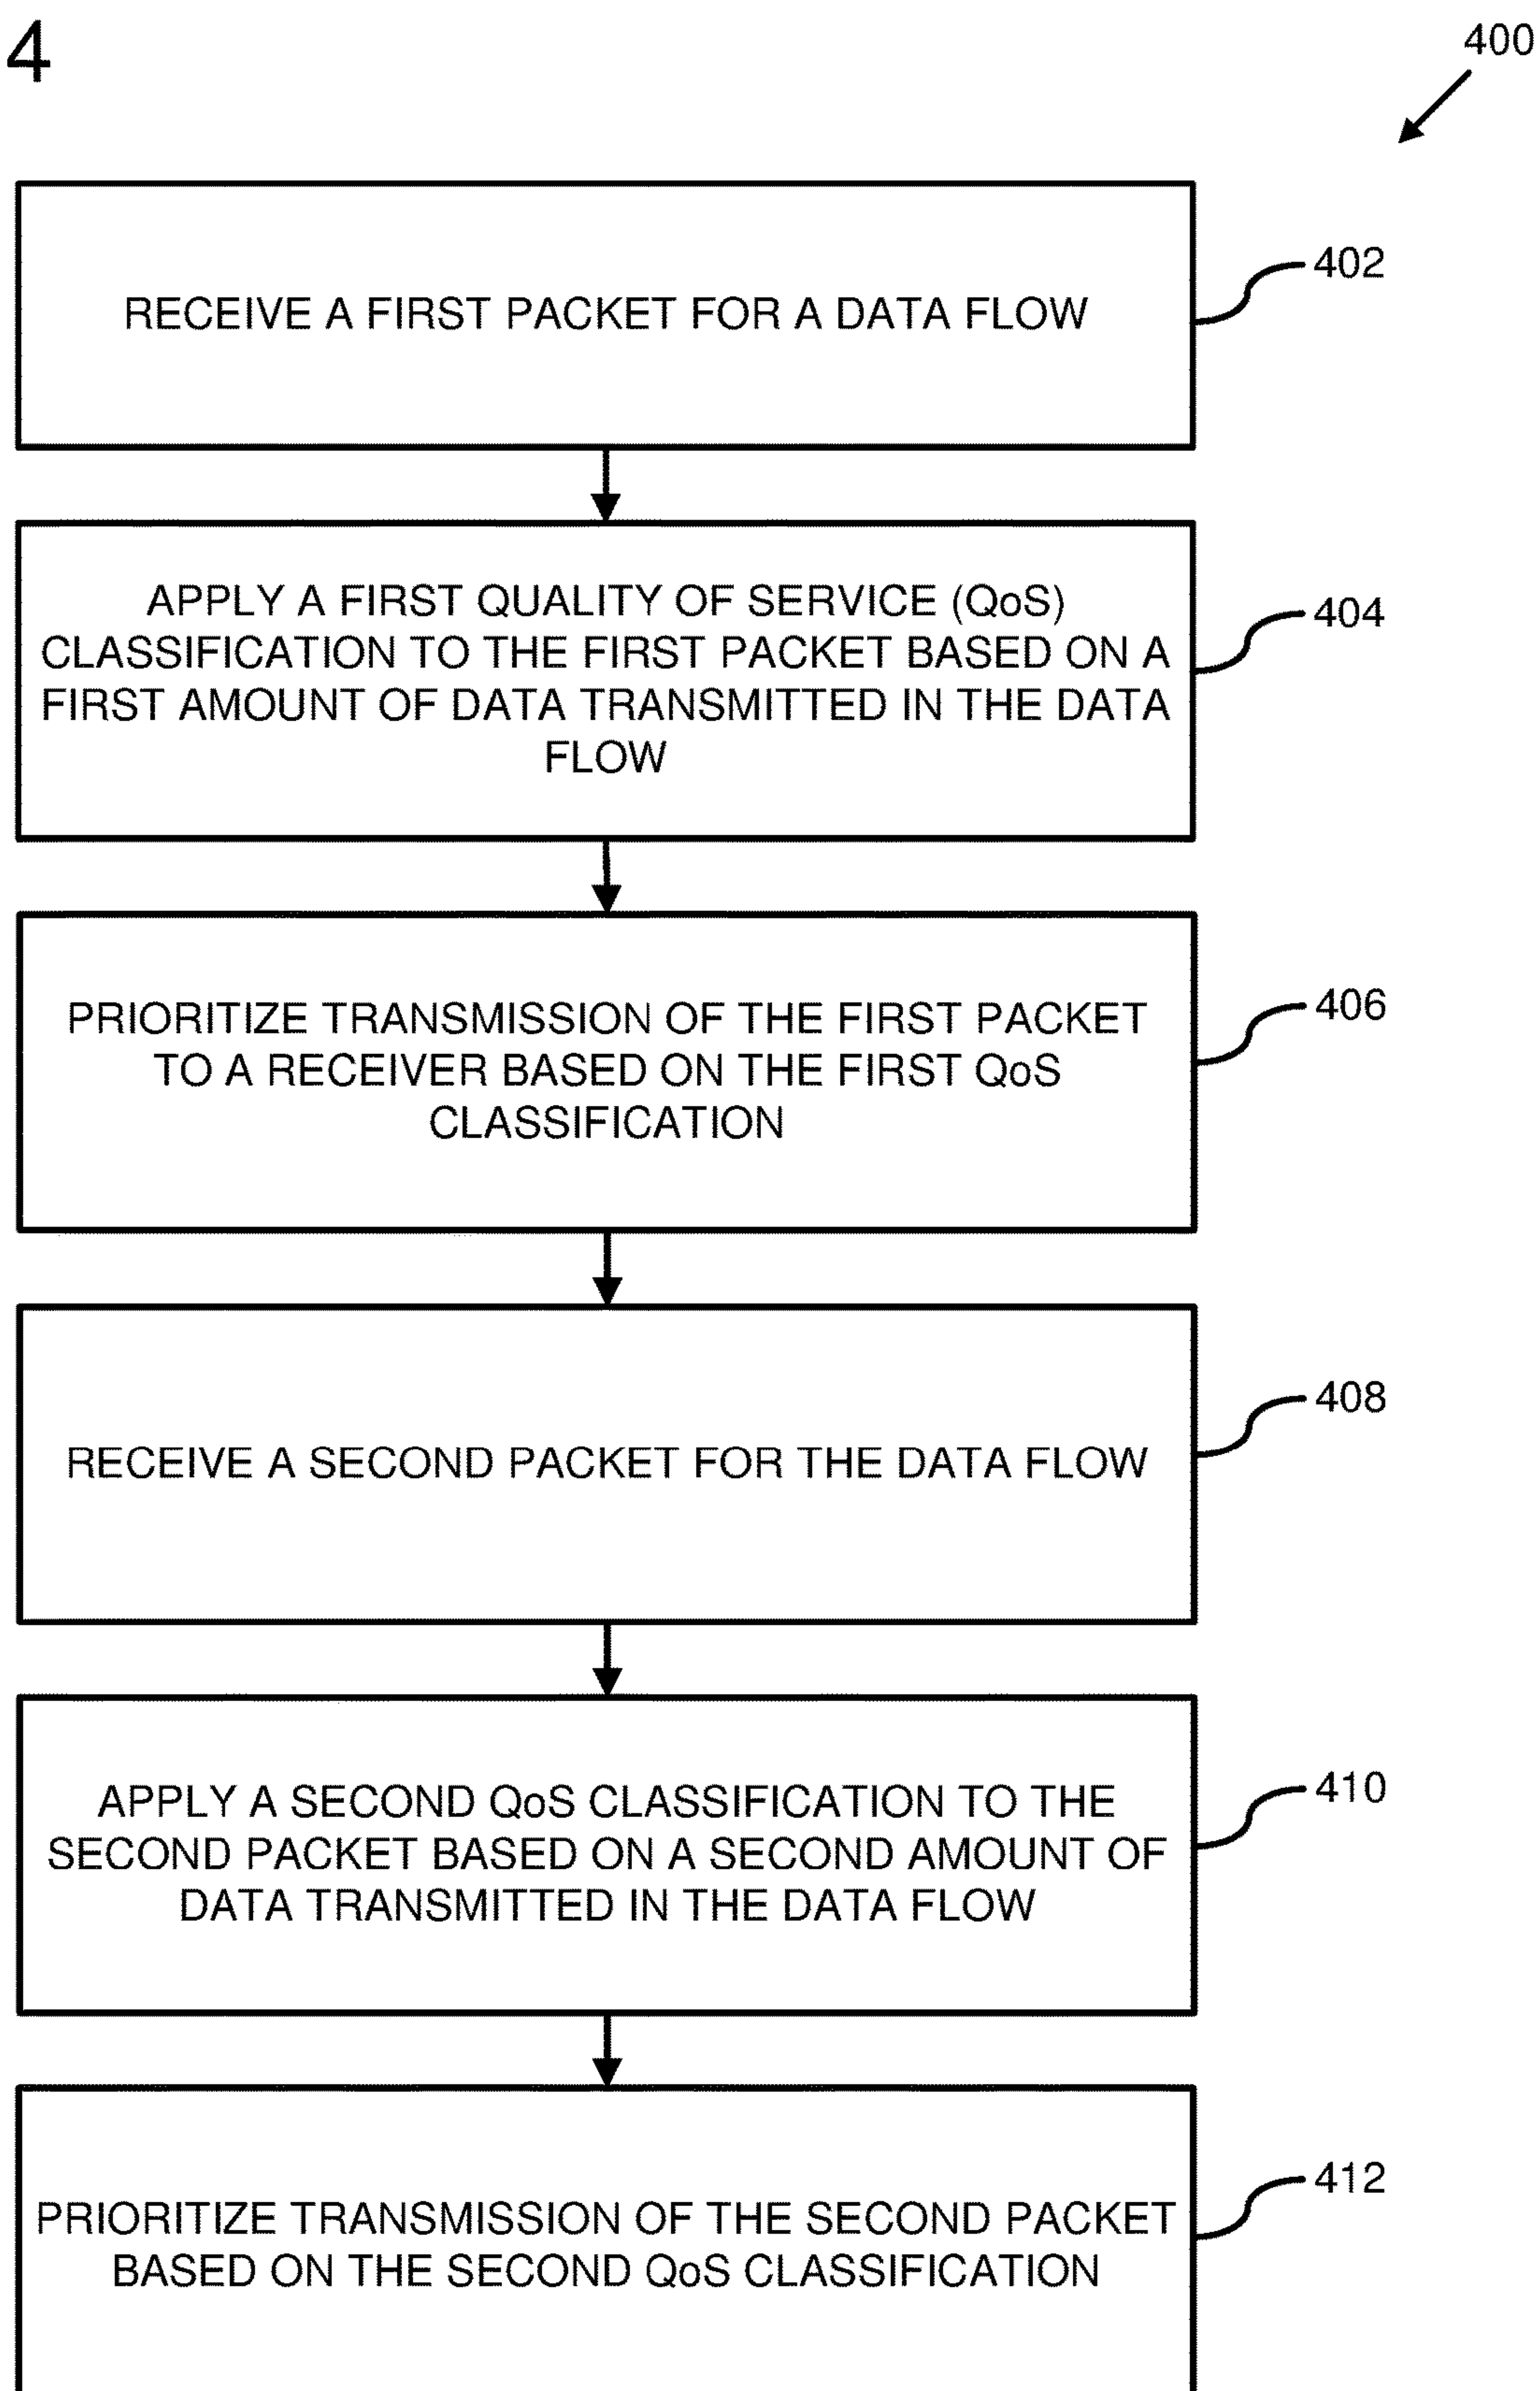 4
400
RECEIVE A FIRST PACKET FOR A DATA FLOW
402
APPLY A FIRST QUALITY OF SERVICE (QoS)
CLASSIFICATION TO THE FIRST PACKET BASED ON A
FIRST AMOUNT OF DATA TRANSMITTED IN THE DATA
FLOW
404
PRIORITIZE TRANSMISSION OF THE FIRST PACKET
TO A RECEIVER BASED ON THE FIRST QoS
CLASSIFICATION
406
RECEIVE A SECOND PACKET FOR THE DATA FLOW
408
APPLY A SECOND QoS CLASSIFICATION TO THE
SECOND PACKET BASED ON A SECOND AMOUNT OF
DATA TRANSMITTED IN THE DATA FLOW
410
PRIORITIZE TRANSMISSION OF THE SECOND PACKET
BASED ON THE SECOND QoS CLASSIFICATION
412